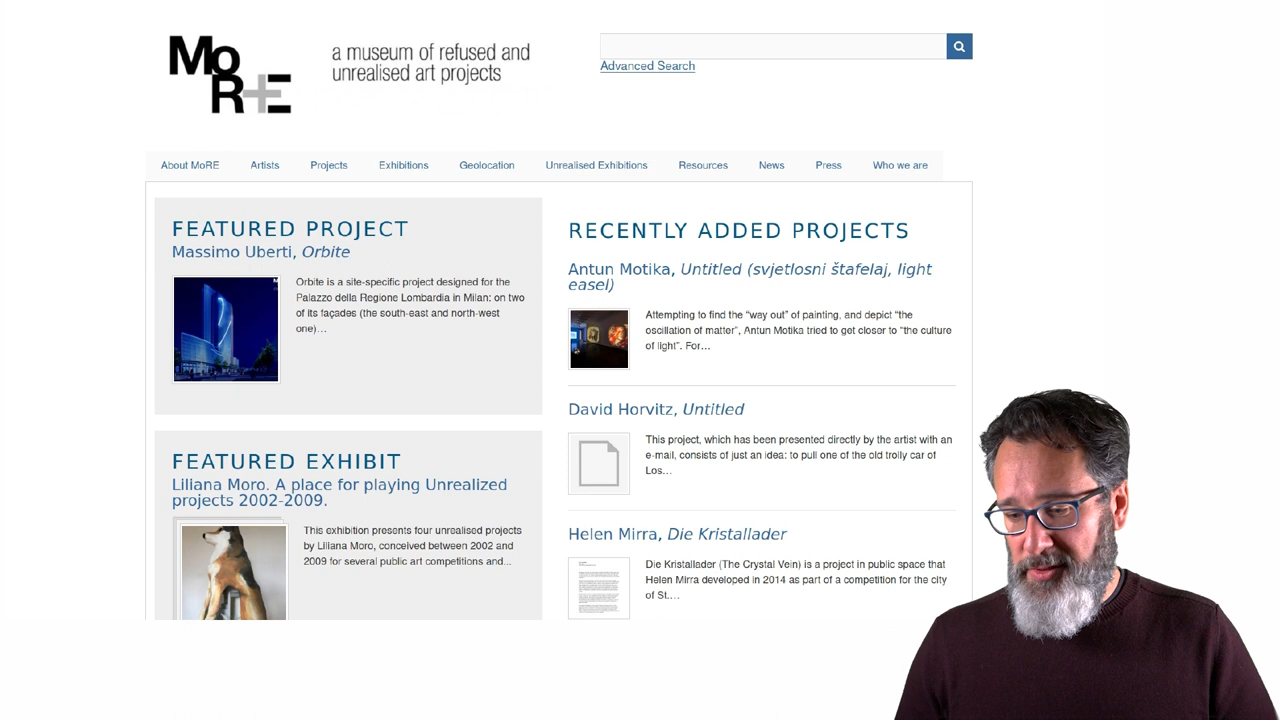 MoRE
a museum of refused and
unrealised art projects
Advanced Search
About MoRE Artists Projects Exhibitions Geolocation Unrealised Exhibitions Resources News Press Who we are
FEATURED PROJECT
Massimo Uberti, Orbite
Orbite is a site-specific project designed for the
Palazzo della Regione Lombardia in Milan: on two
of its façades (the south-east and north-west
one)…
FEATURED EXHIBIT
Liliana Moro. A place for playing Unrealized
projects 2002-2009.
This exhibition presents four unrealised projects
by Liliana Moro, conceived between 2002 and
2009 for several public art competitions and...
RECENTLY ADDED PROJECTS
Antun Motika, Untitled (svjetlosni štafelaj, light
easel)
Attempting to find the “way out” of painting, and depict “the
oscillation of matter”, Antun Motika tried to get closer to “the culture
of light”. For…
David Horvitz, Untitled
This project, which has been presented directly by the artist with an
e-mail, consists of just an idea: to pull one of the old trolly car of
Los…
Helen Mirra, Die Kristallader
Die Kristallader (The Crystal Vein) is a project in public space that
Helen Mirra developed in 2014 as part of a competition for the city
of St.…